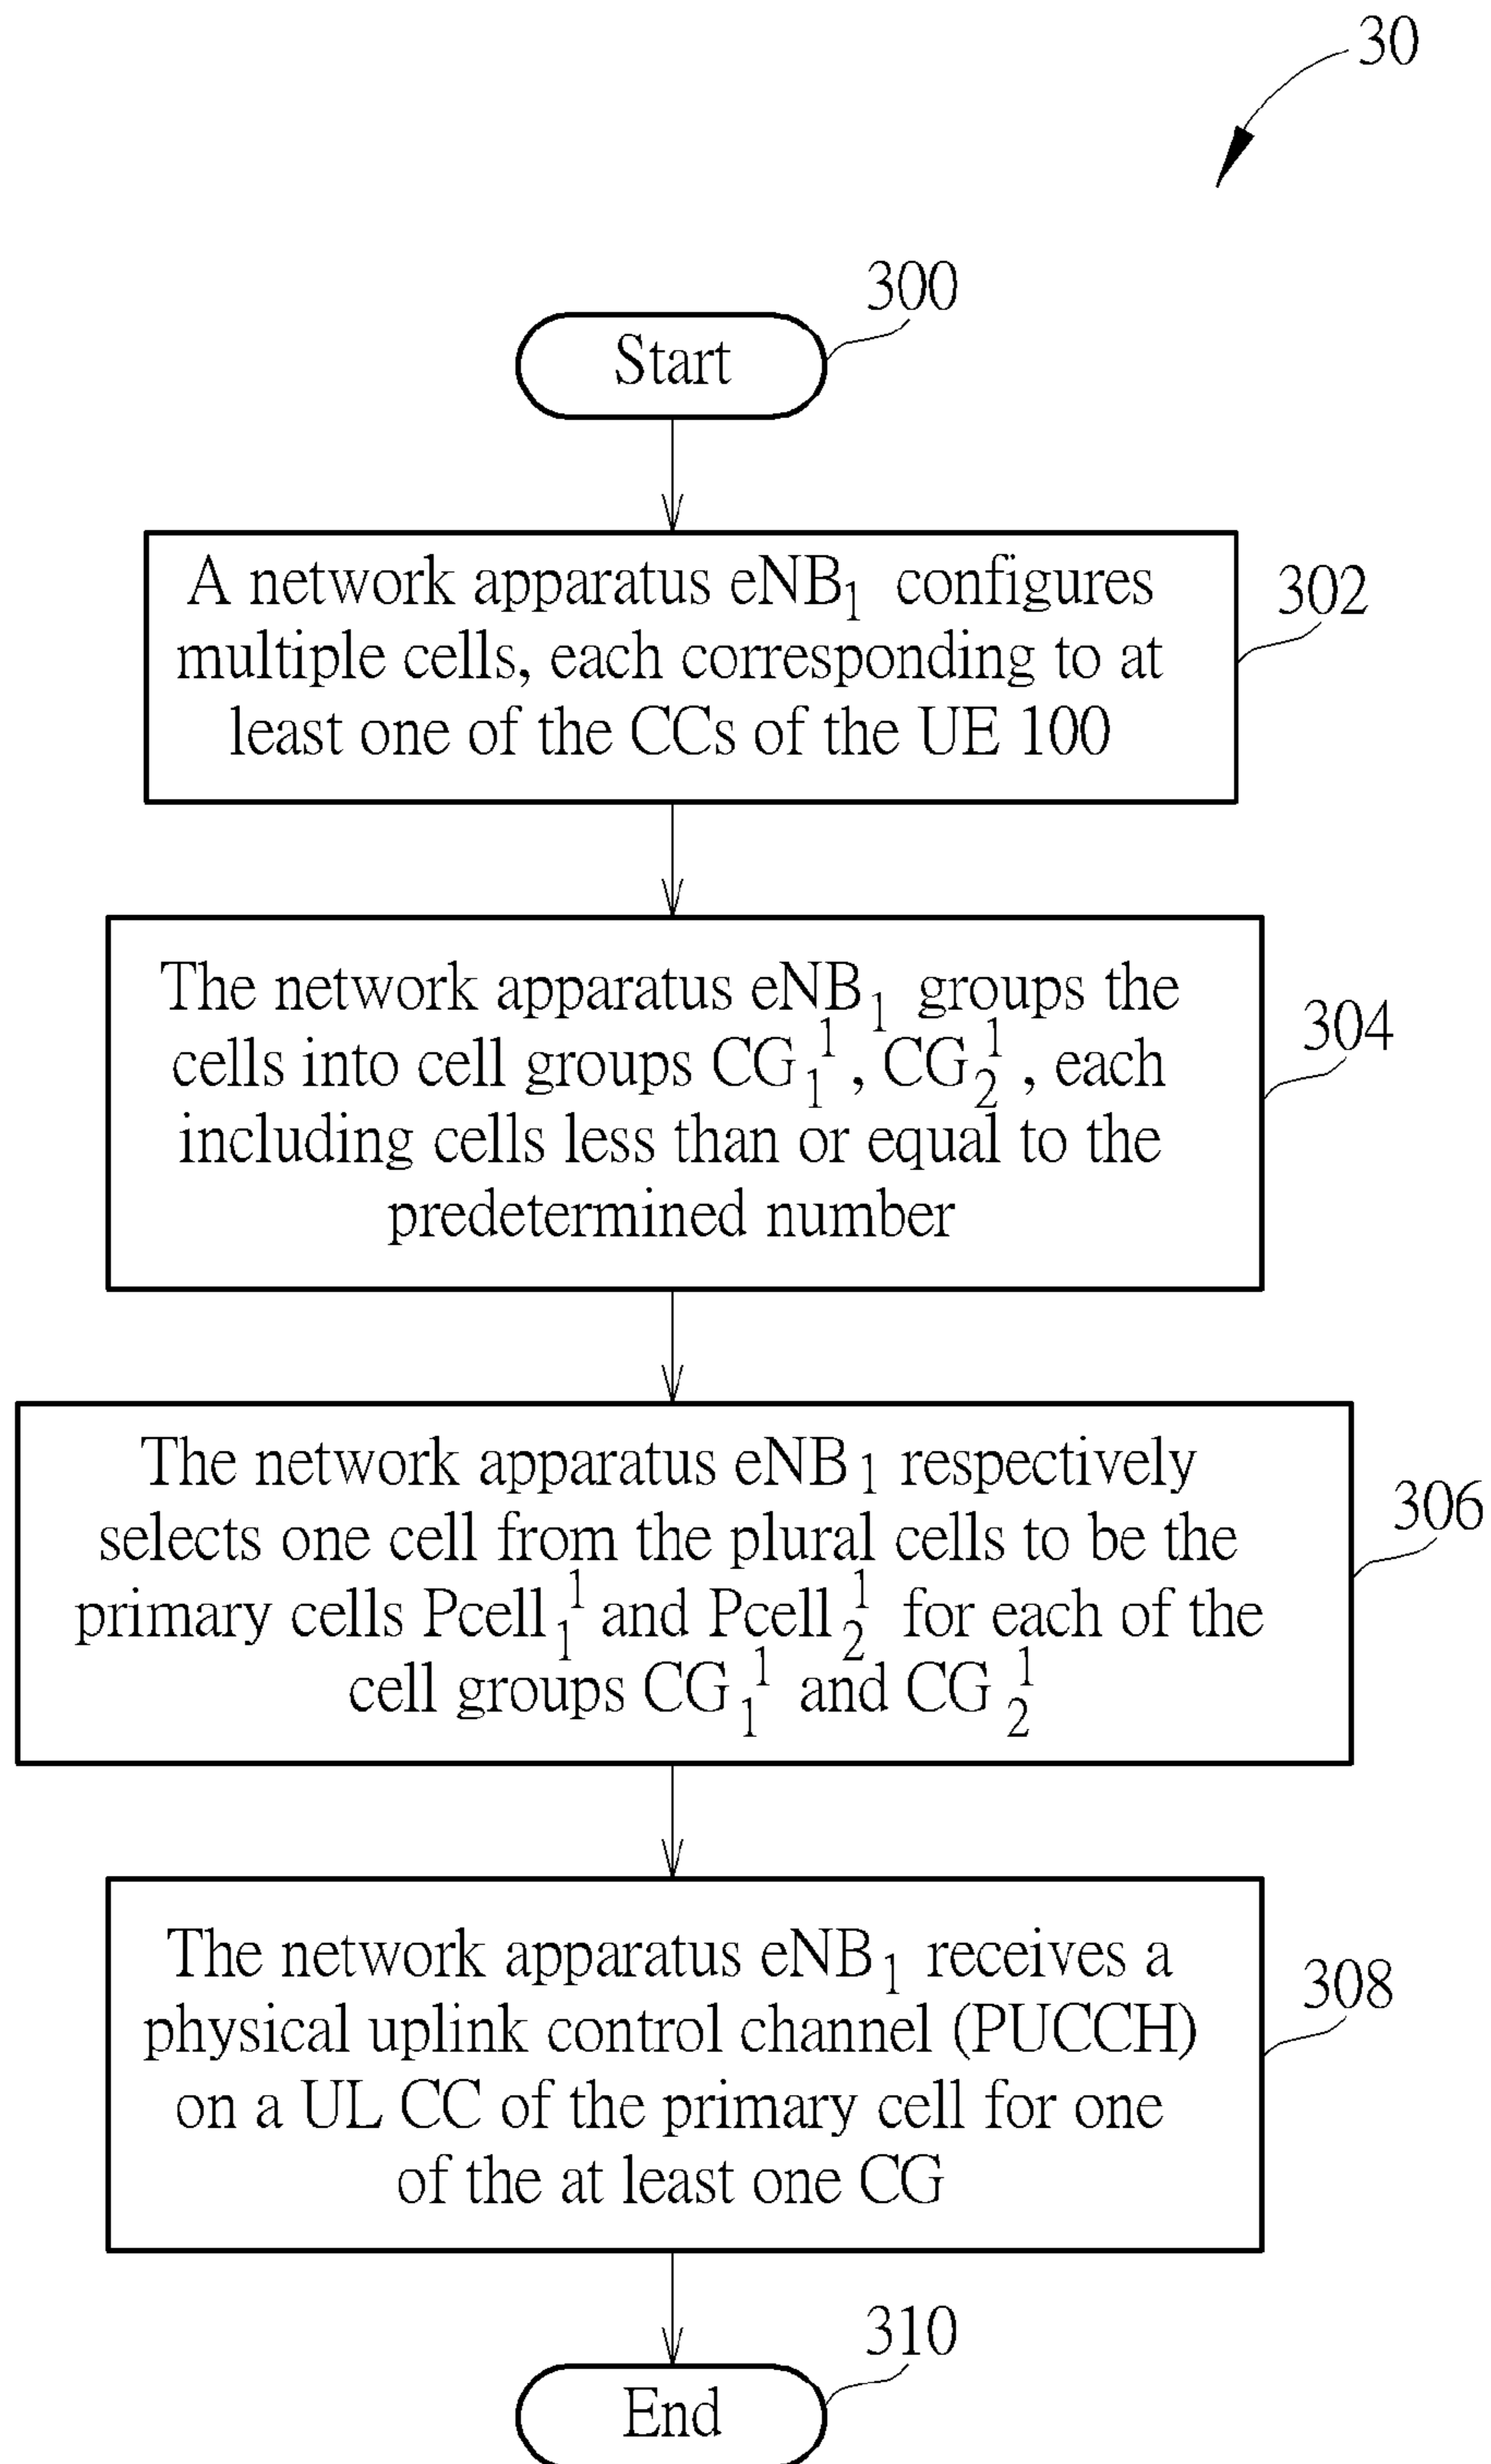 30
300
Start
A network apparatus eNB₁ configures
302
multiple cells, each corresponding to at
least one of the CCs of the UE 100
The network apparatus eNB₁ groups the
304
cells into cell groups CG₁¹, CG₂¹, each
including cells less than or equal to the
predetermined number
The network apparatus eNB₁ respectively
306
selects one cell from the plural cells to be the
primary cells Pcell₁¹ and Pcell₂¹ for each of the
cell groups CG₁¹ and CG₂¹
The network apparatus eNB₁ receives a
308
physical uplink control channel (PUCCH)
on a UL CC of the primary cell for one
of the at least one CG
310
End